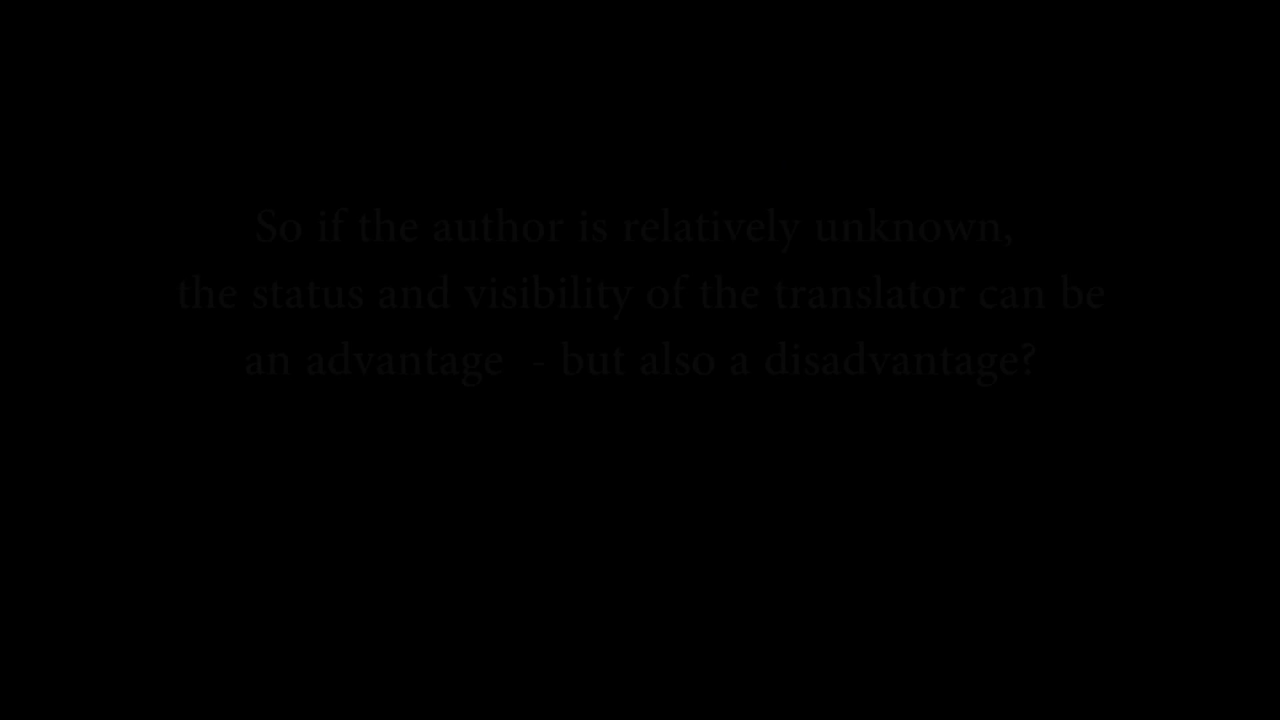 So if the author is relatively unknown,
the status and visibility of the translator can be
an advantage  - but also a disadvantage?